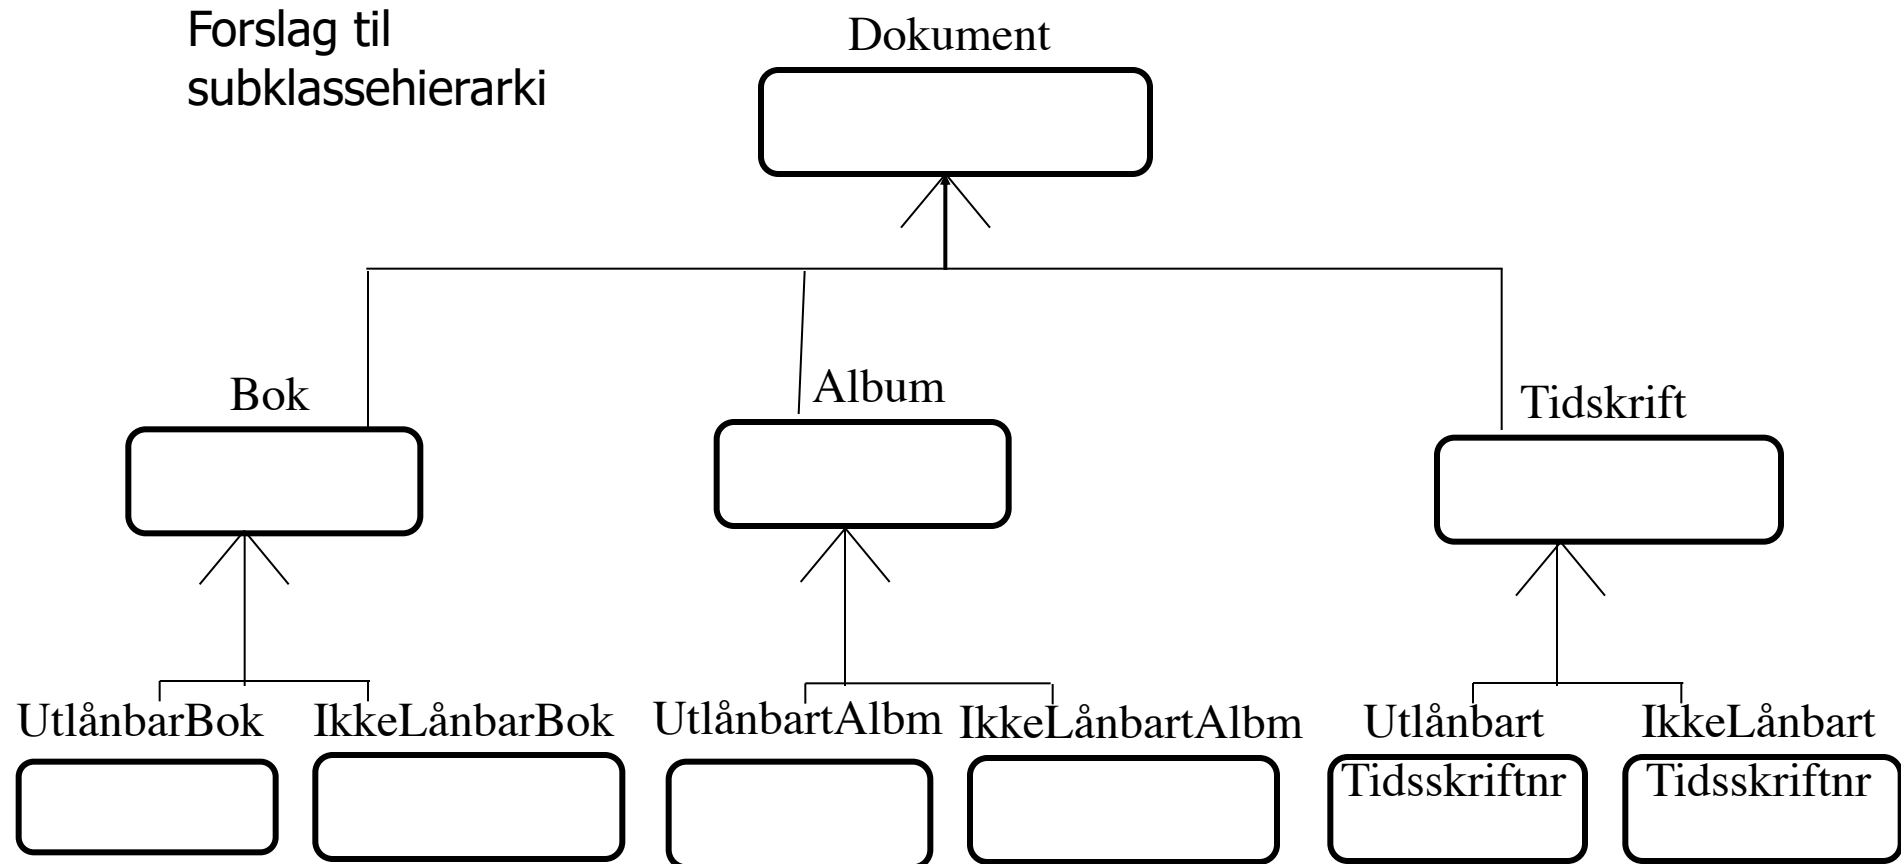 Forslag til
subklassehierarki
Dokument
Bok
Album
Tidskrift
UtlånbarBok
IkkeLånbarBok
UtlånbartAlbm
IkkeLånbartAlbm
Utlånbart
Tidsskriftnr
IkkeLånbart
Tidsskriftnr